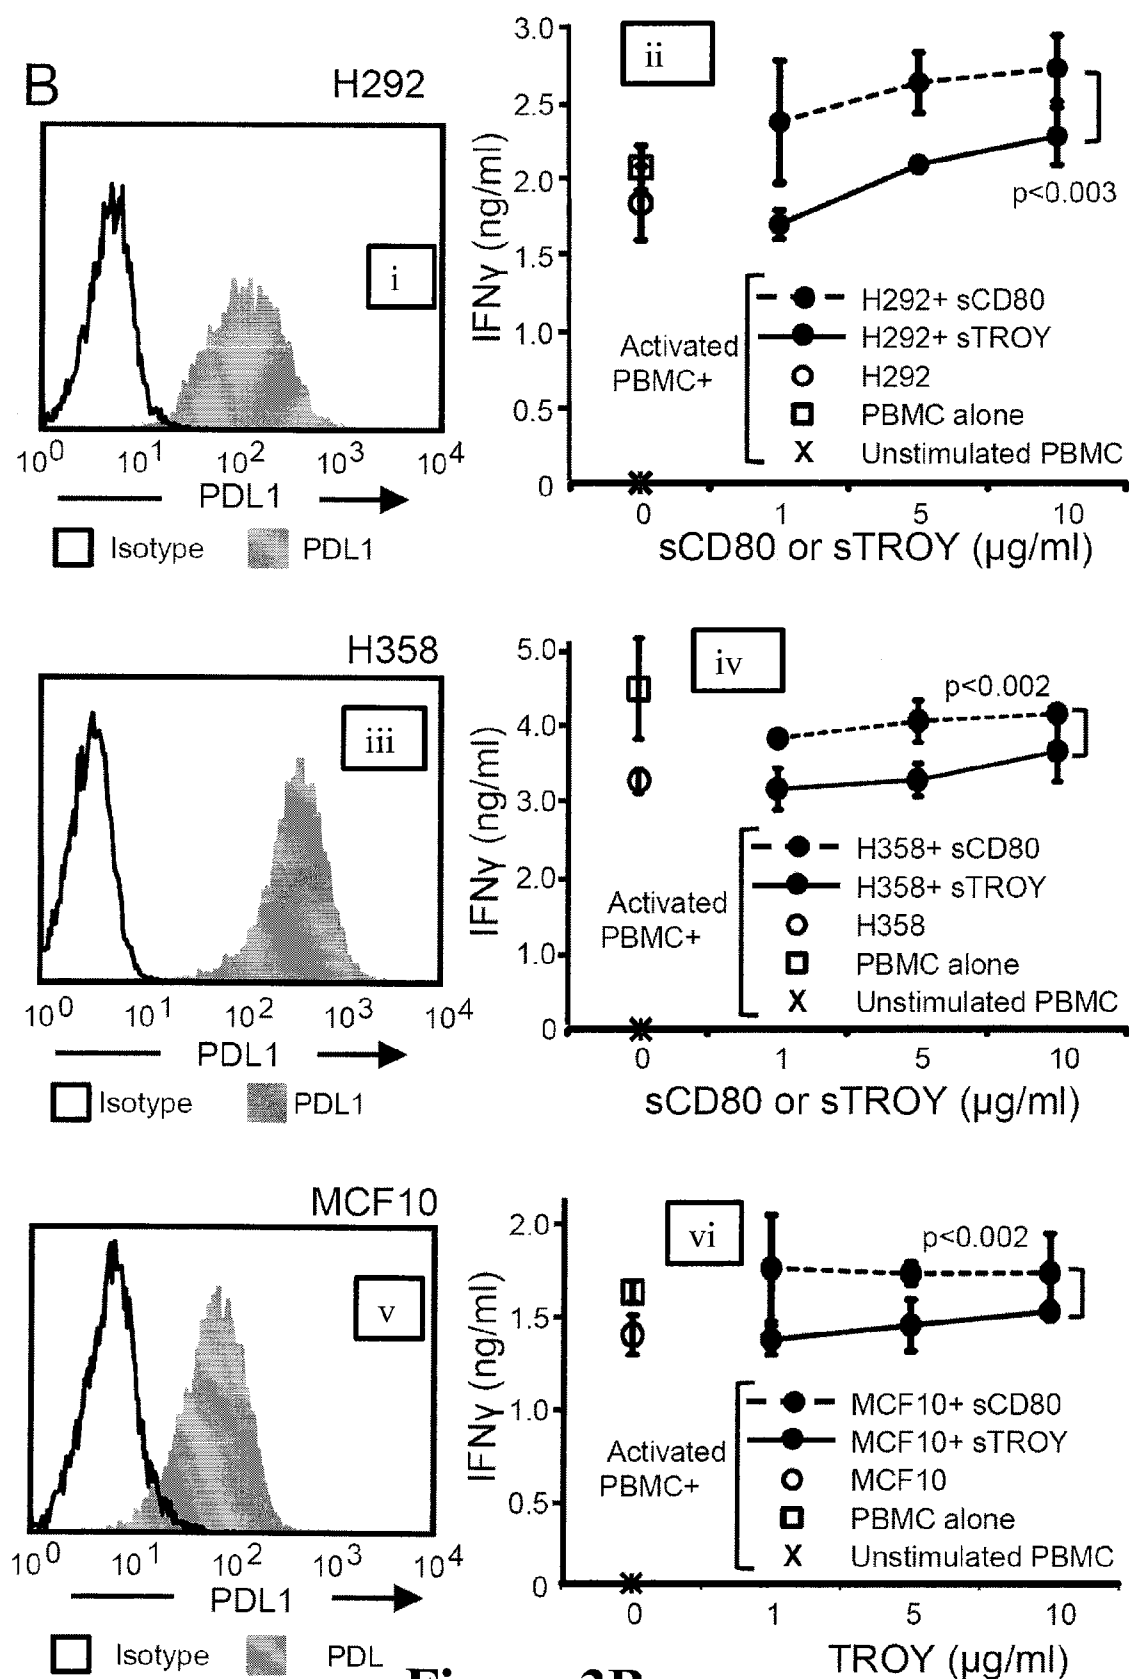 B
H292
i
10^0 10^1 10^2 10^3 10^4
PDL1
Isotype PDL1
ii
IFNγ (ng/ml)
3.0
2.5
2.0
1.5
1.0
0.5
0
p<0.003
Activated
PBMC+
H292+ sCD80
H292+ sTROY
H292
PBMC alone
X Unstimulated PBMC
0 1 5 10
sCD80 or sTROY (μg/ml)
H358
iii
10^0 10^1 10^2 10^3 10^4
PDL1
Isotype PDL1
iv
IFNγ (ng/ml)
5.0
4.0
3.0
2.0
1.0
0
p<0.002
Activated
PBMC+
H358+ sCD80
H358+ sTROY
H358
PBMC alone
X Unstimulated PBMC
0 1 5 10
sCD80 or sTROY (μg/ml)
MCF10
v
10^0 10^1 10^2 10^3 10^4
PDL1
Isotype PDL
vi
IFNγ (ng/ml)
2.0
1.5
1.0
0.5
0
p<0.002
Activated
PBMC+
MCF10+ sCD80
MCF10+ sTROY
MCF10
PBMC alone
X Unstimulated PBMC
0 1 5 10
TROY (μg/ml)